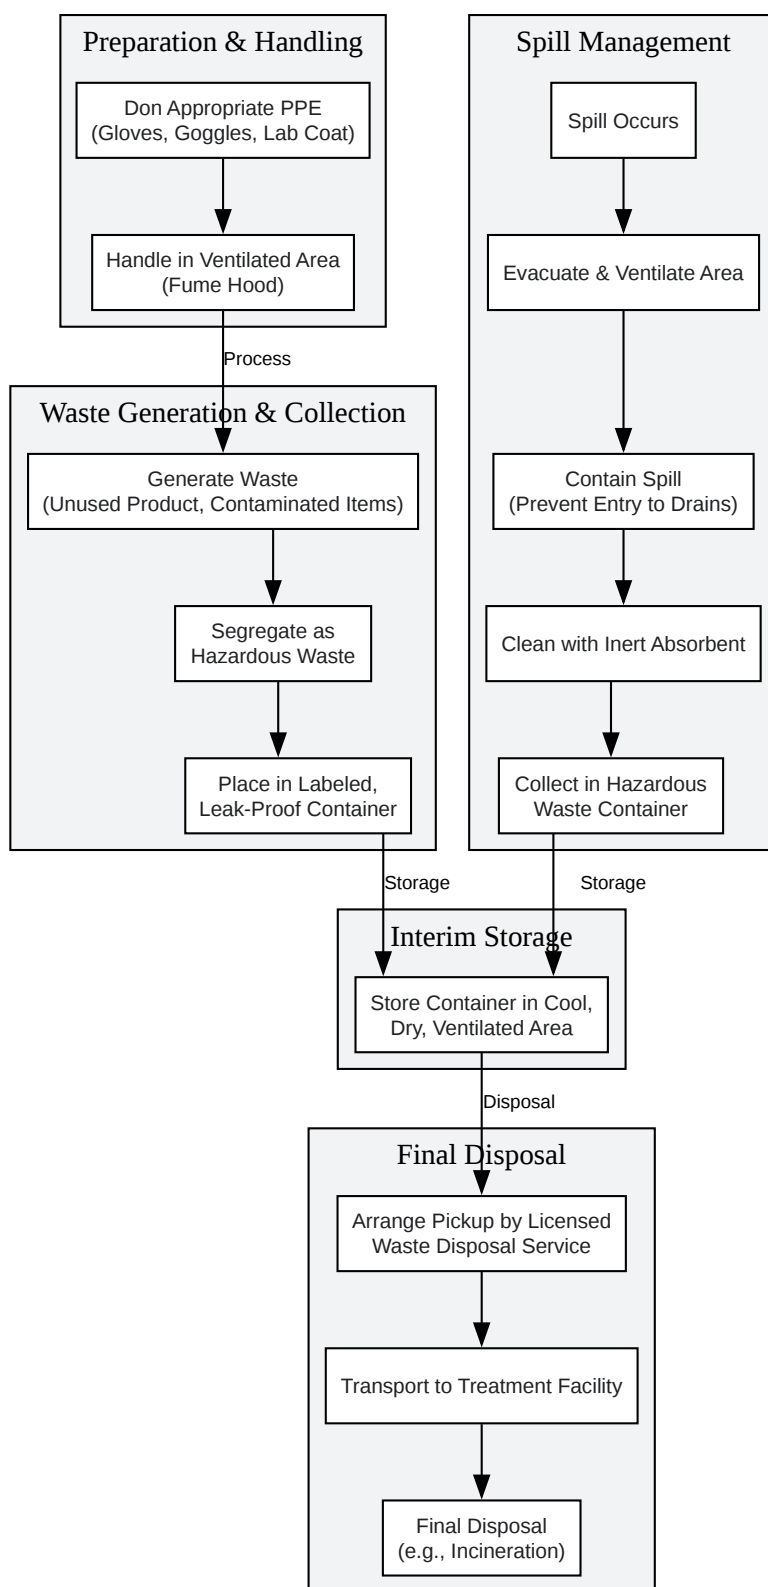 Preparation & Handling
Don Appropriate PPE
(Gloves, Goggles, Lab Coat)
Handle in Ventilated Area
(Fume Hood)
Process
Waste Generation & Collection
Generate Waste
(Unused Product, Contaminated Items)
Segregate as
Hazardous Waste
Place in Labeled,
Leak-Proof Container
Storage
Spill Management
Spill Occurs
Evacuate & Ventilate Area
Contain Spill
(Prevent Entry to Drains)
Clean with Inert Absorbent
Collect in Hazardous
Waste Container
Storage
Interim Storage
Store Container in Cool,
Dry, Ventilated Area
Disposal
Final Disposal
Arrange Pickup by Licensed
Waste Disposal Service
Transport to Treatment Facility
Final Disposal
(e.g., Incineration)